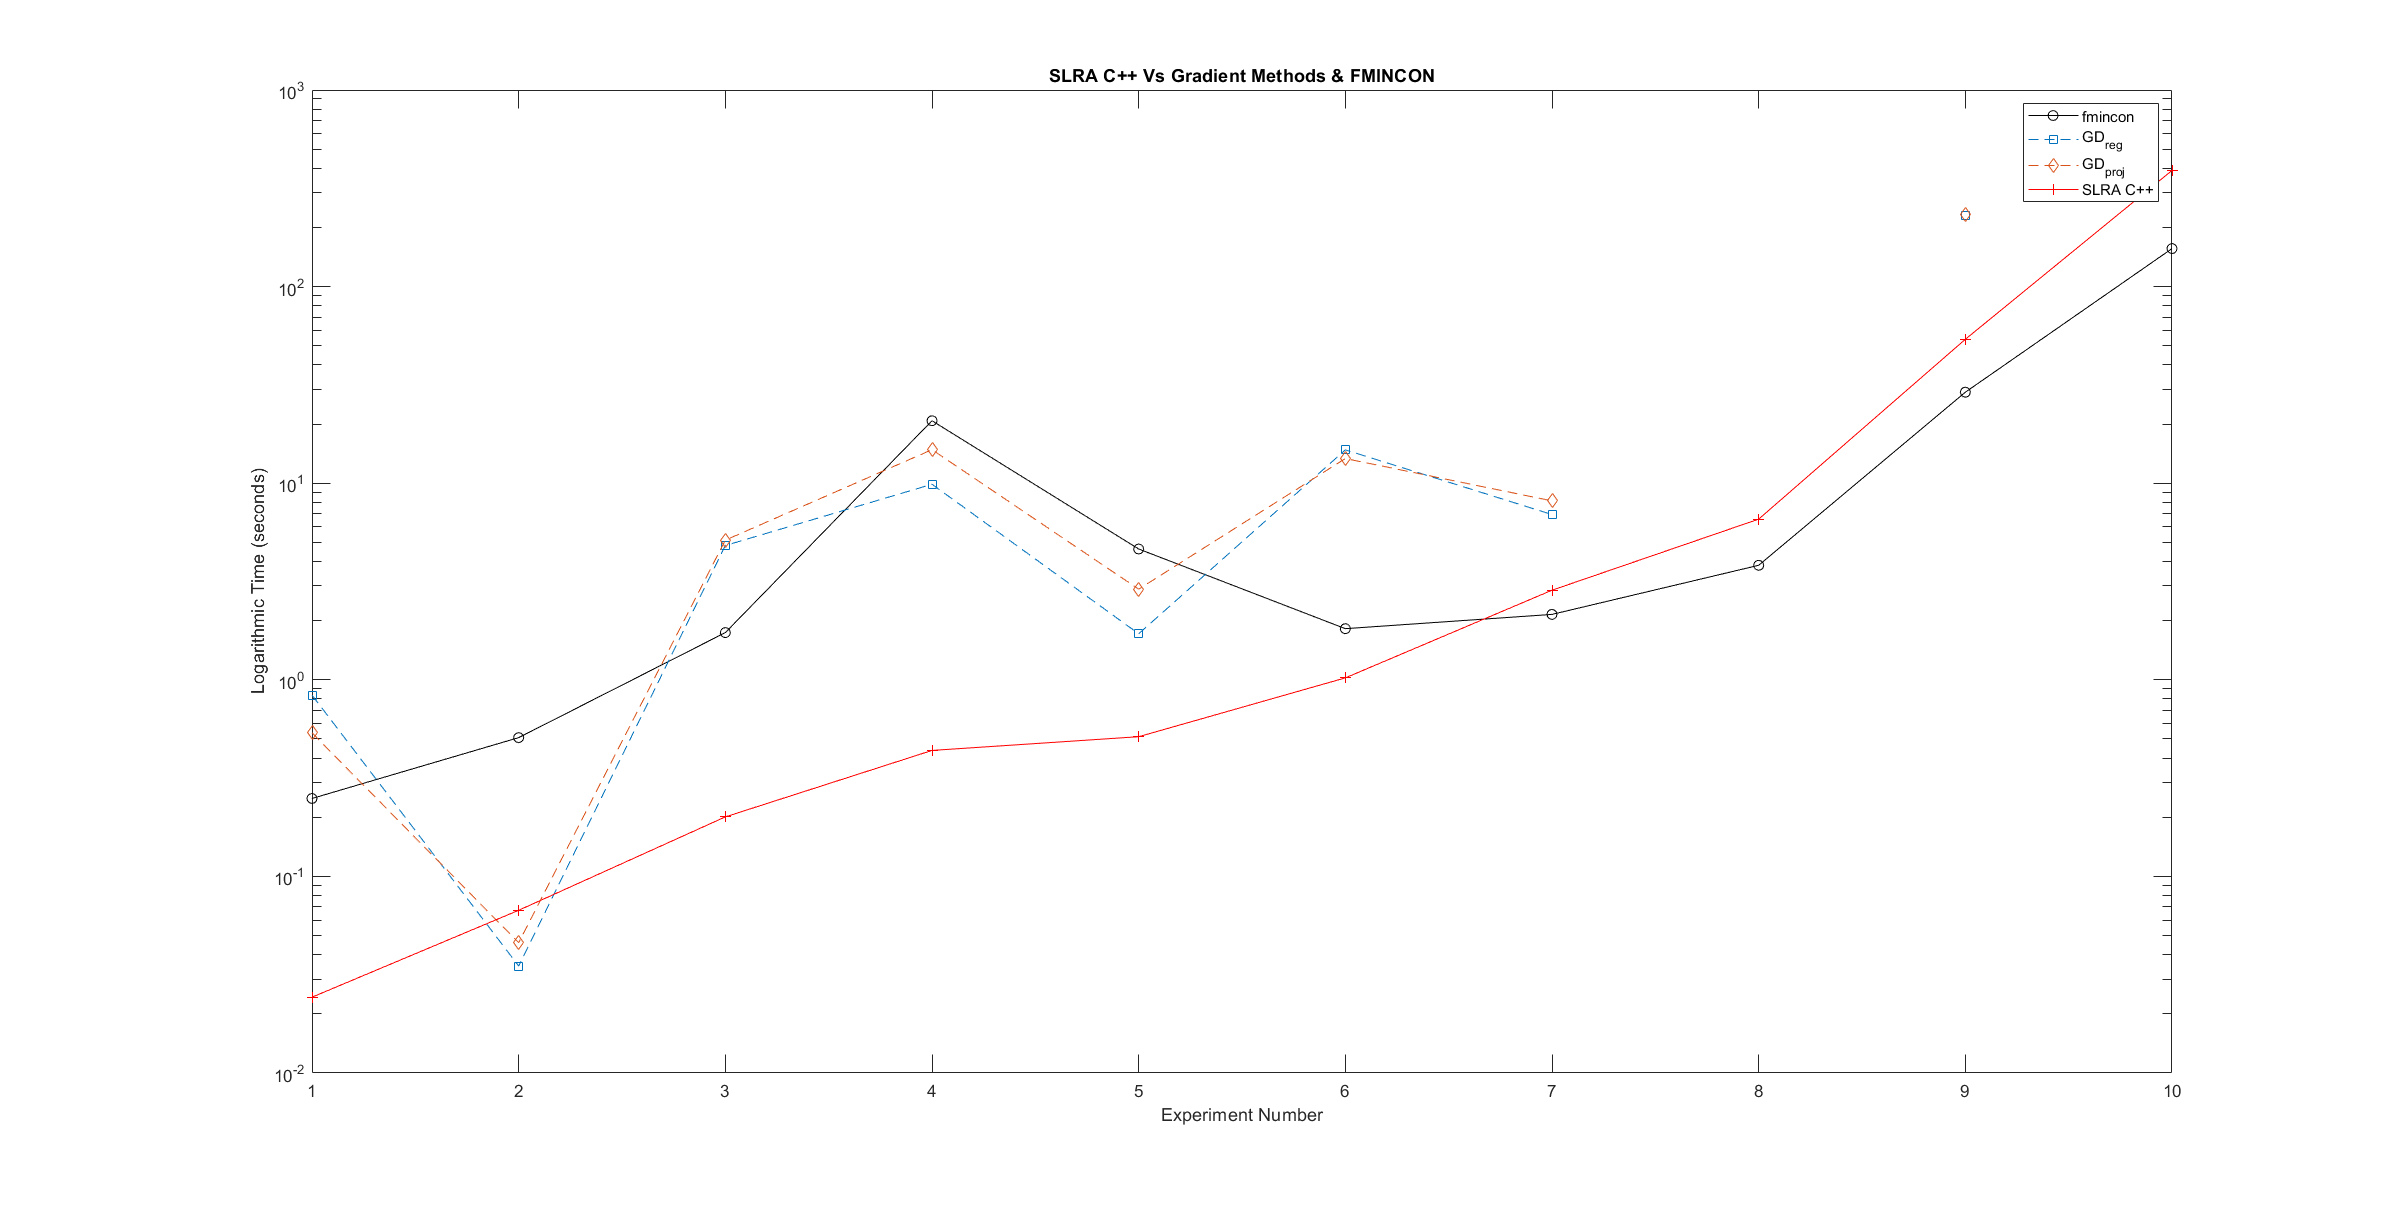 SLRA C++ Vs Gradient Methods & FMINCON
10^3
10^2
10^1
10^0
10^-1
10^-2
Logarithmic Time (seconds)
fmincon
GD_reg
GD_proj
SLRA C++
1 2 3 4 5 6 7 8 9 10
Experiment Number